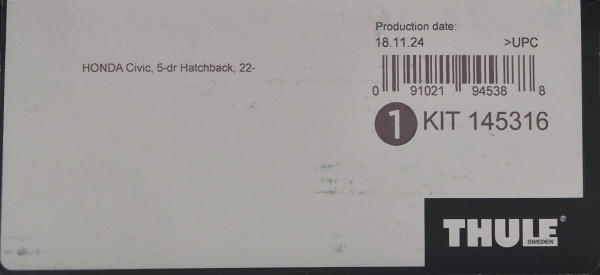 Production date:
18.11.24 >UPC
HONDA Civic, 5-dr Hatchback, 22-
0 91021 94538 8
1 KIT 145316
THULE®
SWEDEN